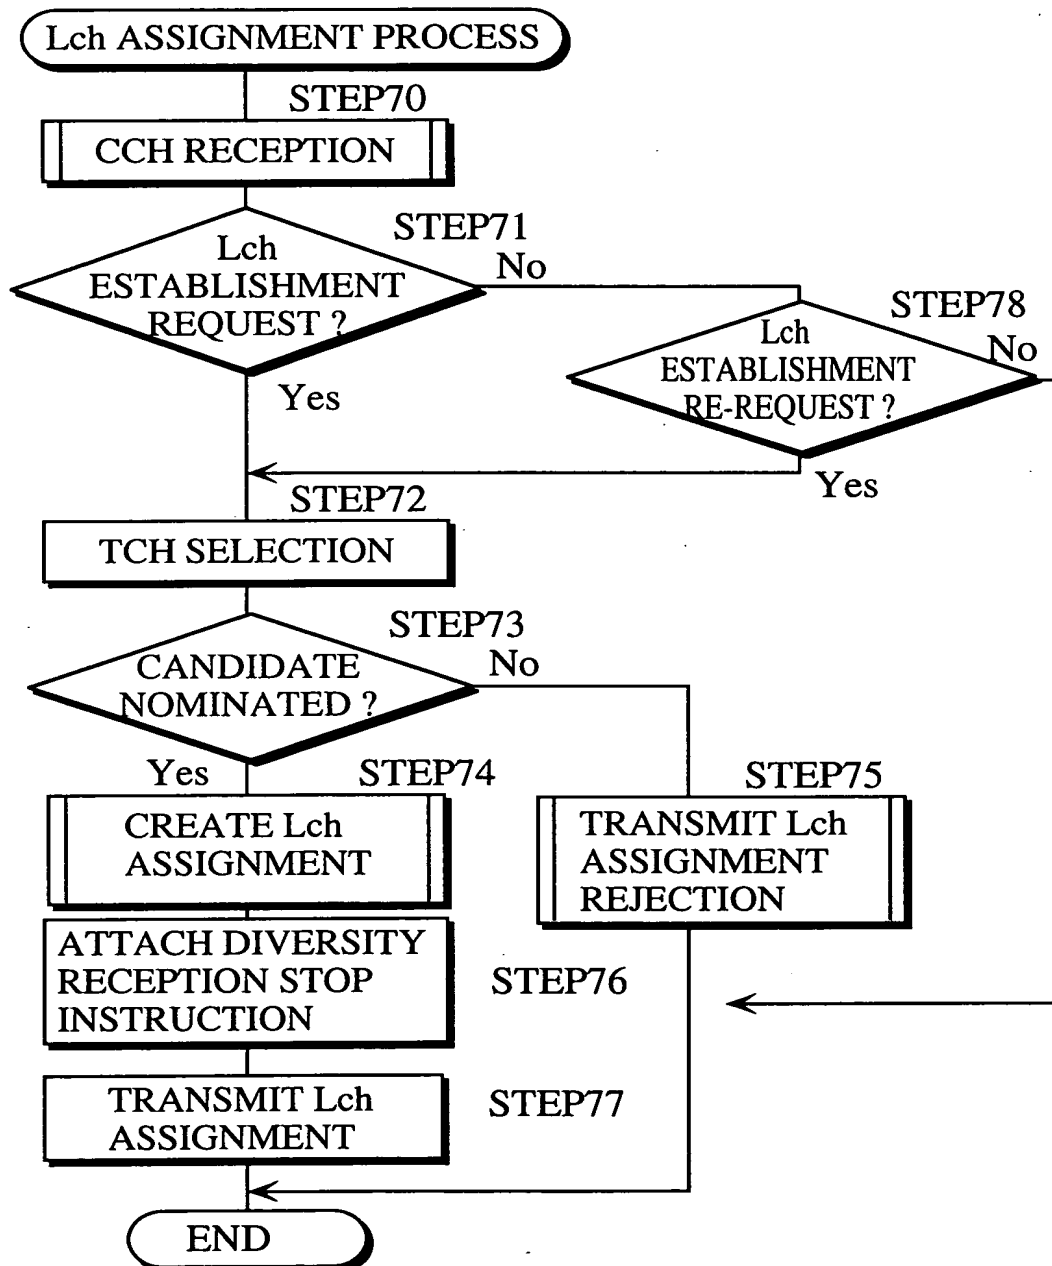 Lch ASSIGNMENT PROCESS
STEP70
CCH RECEPTION
STEP71
Lch
ESTABLISHMENT
REQUEST ?
No
Yes
STEP78
Lch
ESTABLISHMENT
RE-REQUEST ?
No
Yes
STEP72
TCH SELECTION
STEP73
CANDIDATE
NOMINATED ?
No
Yes
STEP74
CREATE Lch
ASSIGNMENT
STEP75
TRANSMIT Lch
ASSIGNMENT
REJECTION
ATTACH DIVERSITY
RECEPTION STOP
INSTRUCTION
STEP76
TRANSMIT Lch
ASSIGNMENT
STEP77
END